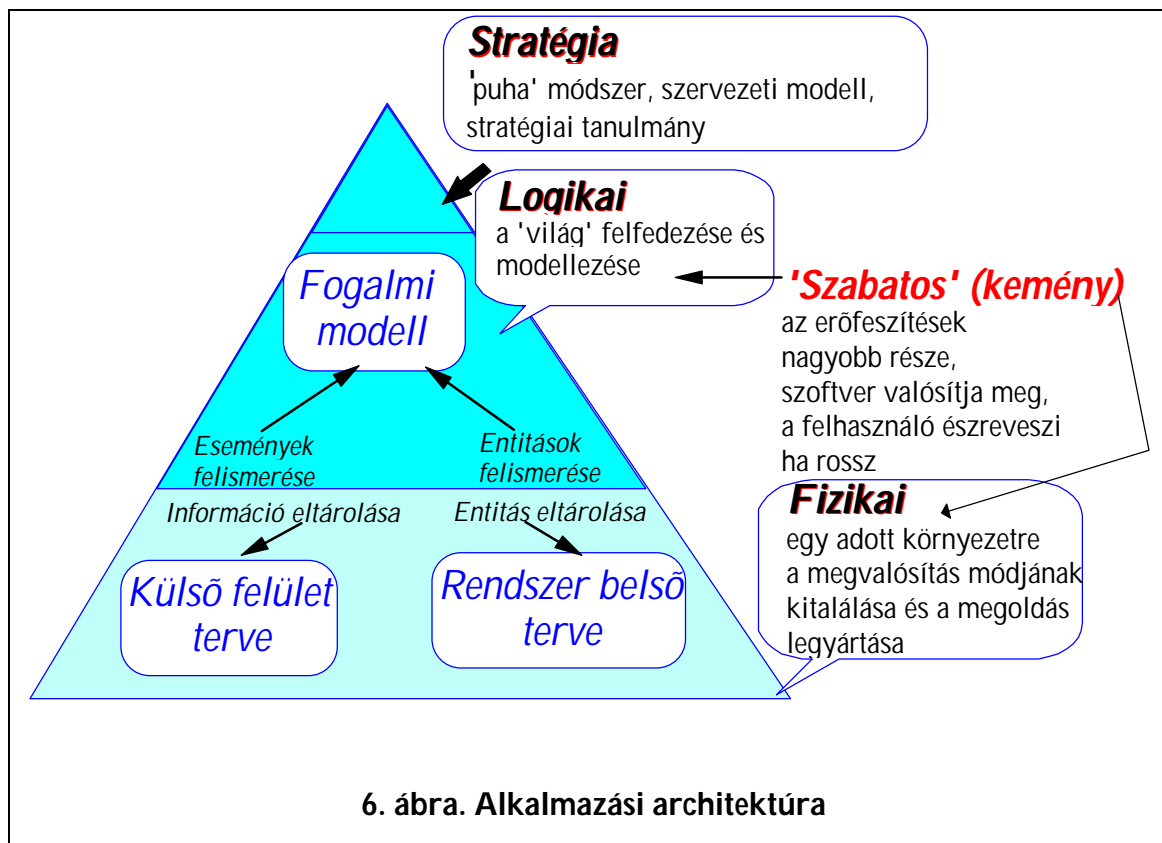 Stratégia
'puha' módszer, szervezeti modell,
stratégiai tanulmány
Logikai
a 'világ' felfedezése és
modellezése
'Szabatos' (kemény)
az erõfeszítések
nagyobb része,
szoftver valósítja meg,
a felhasználó észreveszi
ha rossz
Fogalmi
modell
Események
felismerése
Entitások
felismerése
Információ eltárolása
Entitás eltárolása
Külsõ felület
terve
Rendszer belsõ
terve
Fizikai
egy adott környezetre
a megvalósítás módjának
kitalálása és a megoldás
legyártása
6. ábra. Alkalmazási architektúra